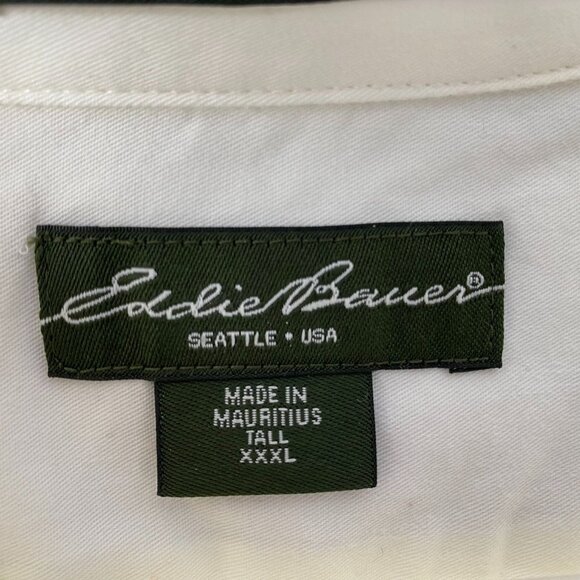 Eddie Bauer®
SEATTLE • USA
MADE IN
MAURITIUS
TALL
XXXL